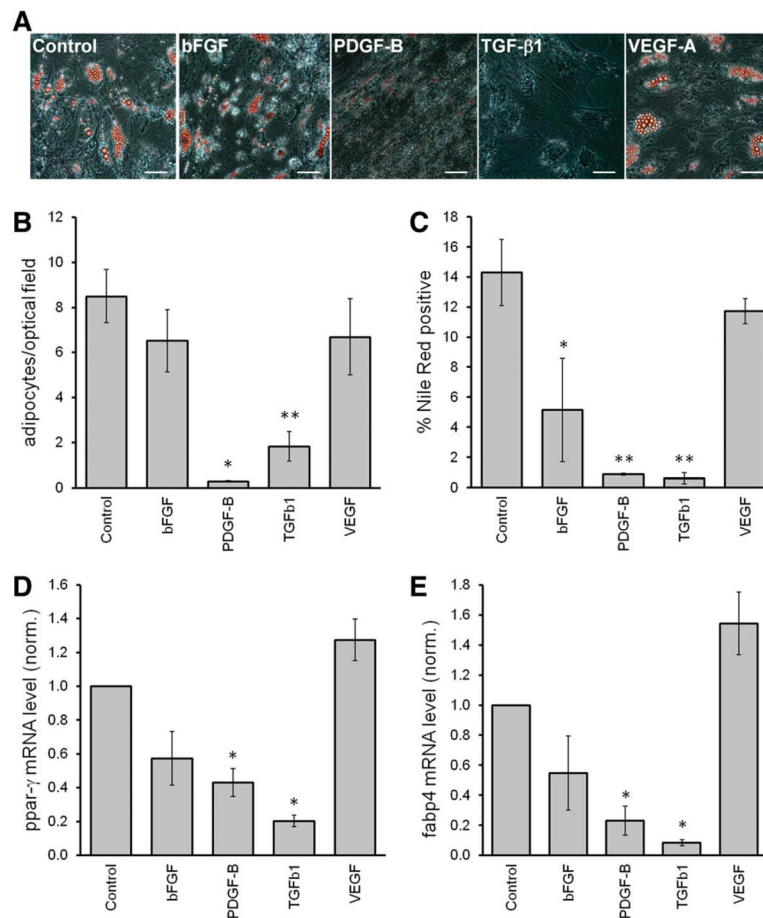 A
Control
bFGF
PDGF-B
TGF-β1
VEGF-A
B
adipocytes/optical field
12
10
8
6
4
2
0
*
**
Control
bFGF
PDGF-B
TGFb1
VEGF
C
% Nile Red positive
18
16
14
12
10
8
6
4
2
0
*
**
**
Control
bFGF
PDGF-B
TGFb1
VEGF
D
ppar-γ mRNA level (norm.)
1.6
1.4
1.2
1.0
0.8
0.6
0.4
0.2
0.0
*
*
Control
bFGF
PDGF-B
TGFb1
VEGF
E
fabp4 mRNA level (norm.)
1.8
1.6
1.4
1.2
1.0
0.8
0.6
0.4
0.2
0.0
*
*
Control
bFGF
PDGF-B
TGFb1
VEGF